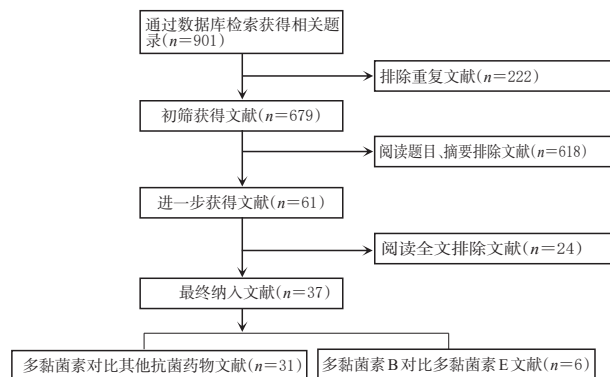 通过数据库检索获得相关题
录(n=901)
排除重复文献(n=222)
初筛获得文献(n=679)
阅读题目、摘要排除文献(n=618)
进一步获得文献(n=61)
阅读全文排除文献(n=24)
最终纳入文献(n=37)
多黏菌素对比其他抗菌药物文献(n=31)
多黏菌素B对比多黏菌素E文献(n=6)